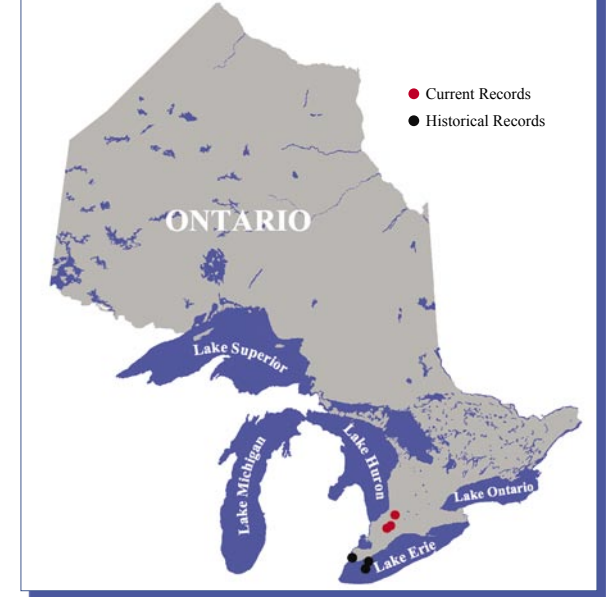 Current Records
Historical Records
ONTARIO
Lake Superior
Lake Michigan
Lake Huron
Lake Ontario
Lake Erie